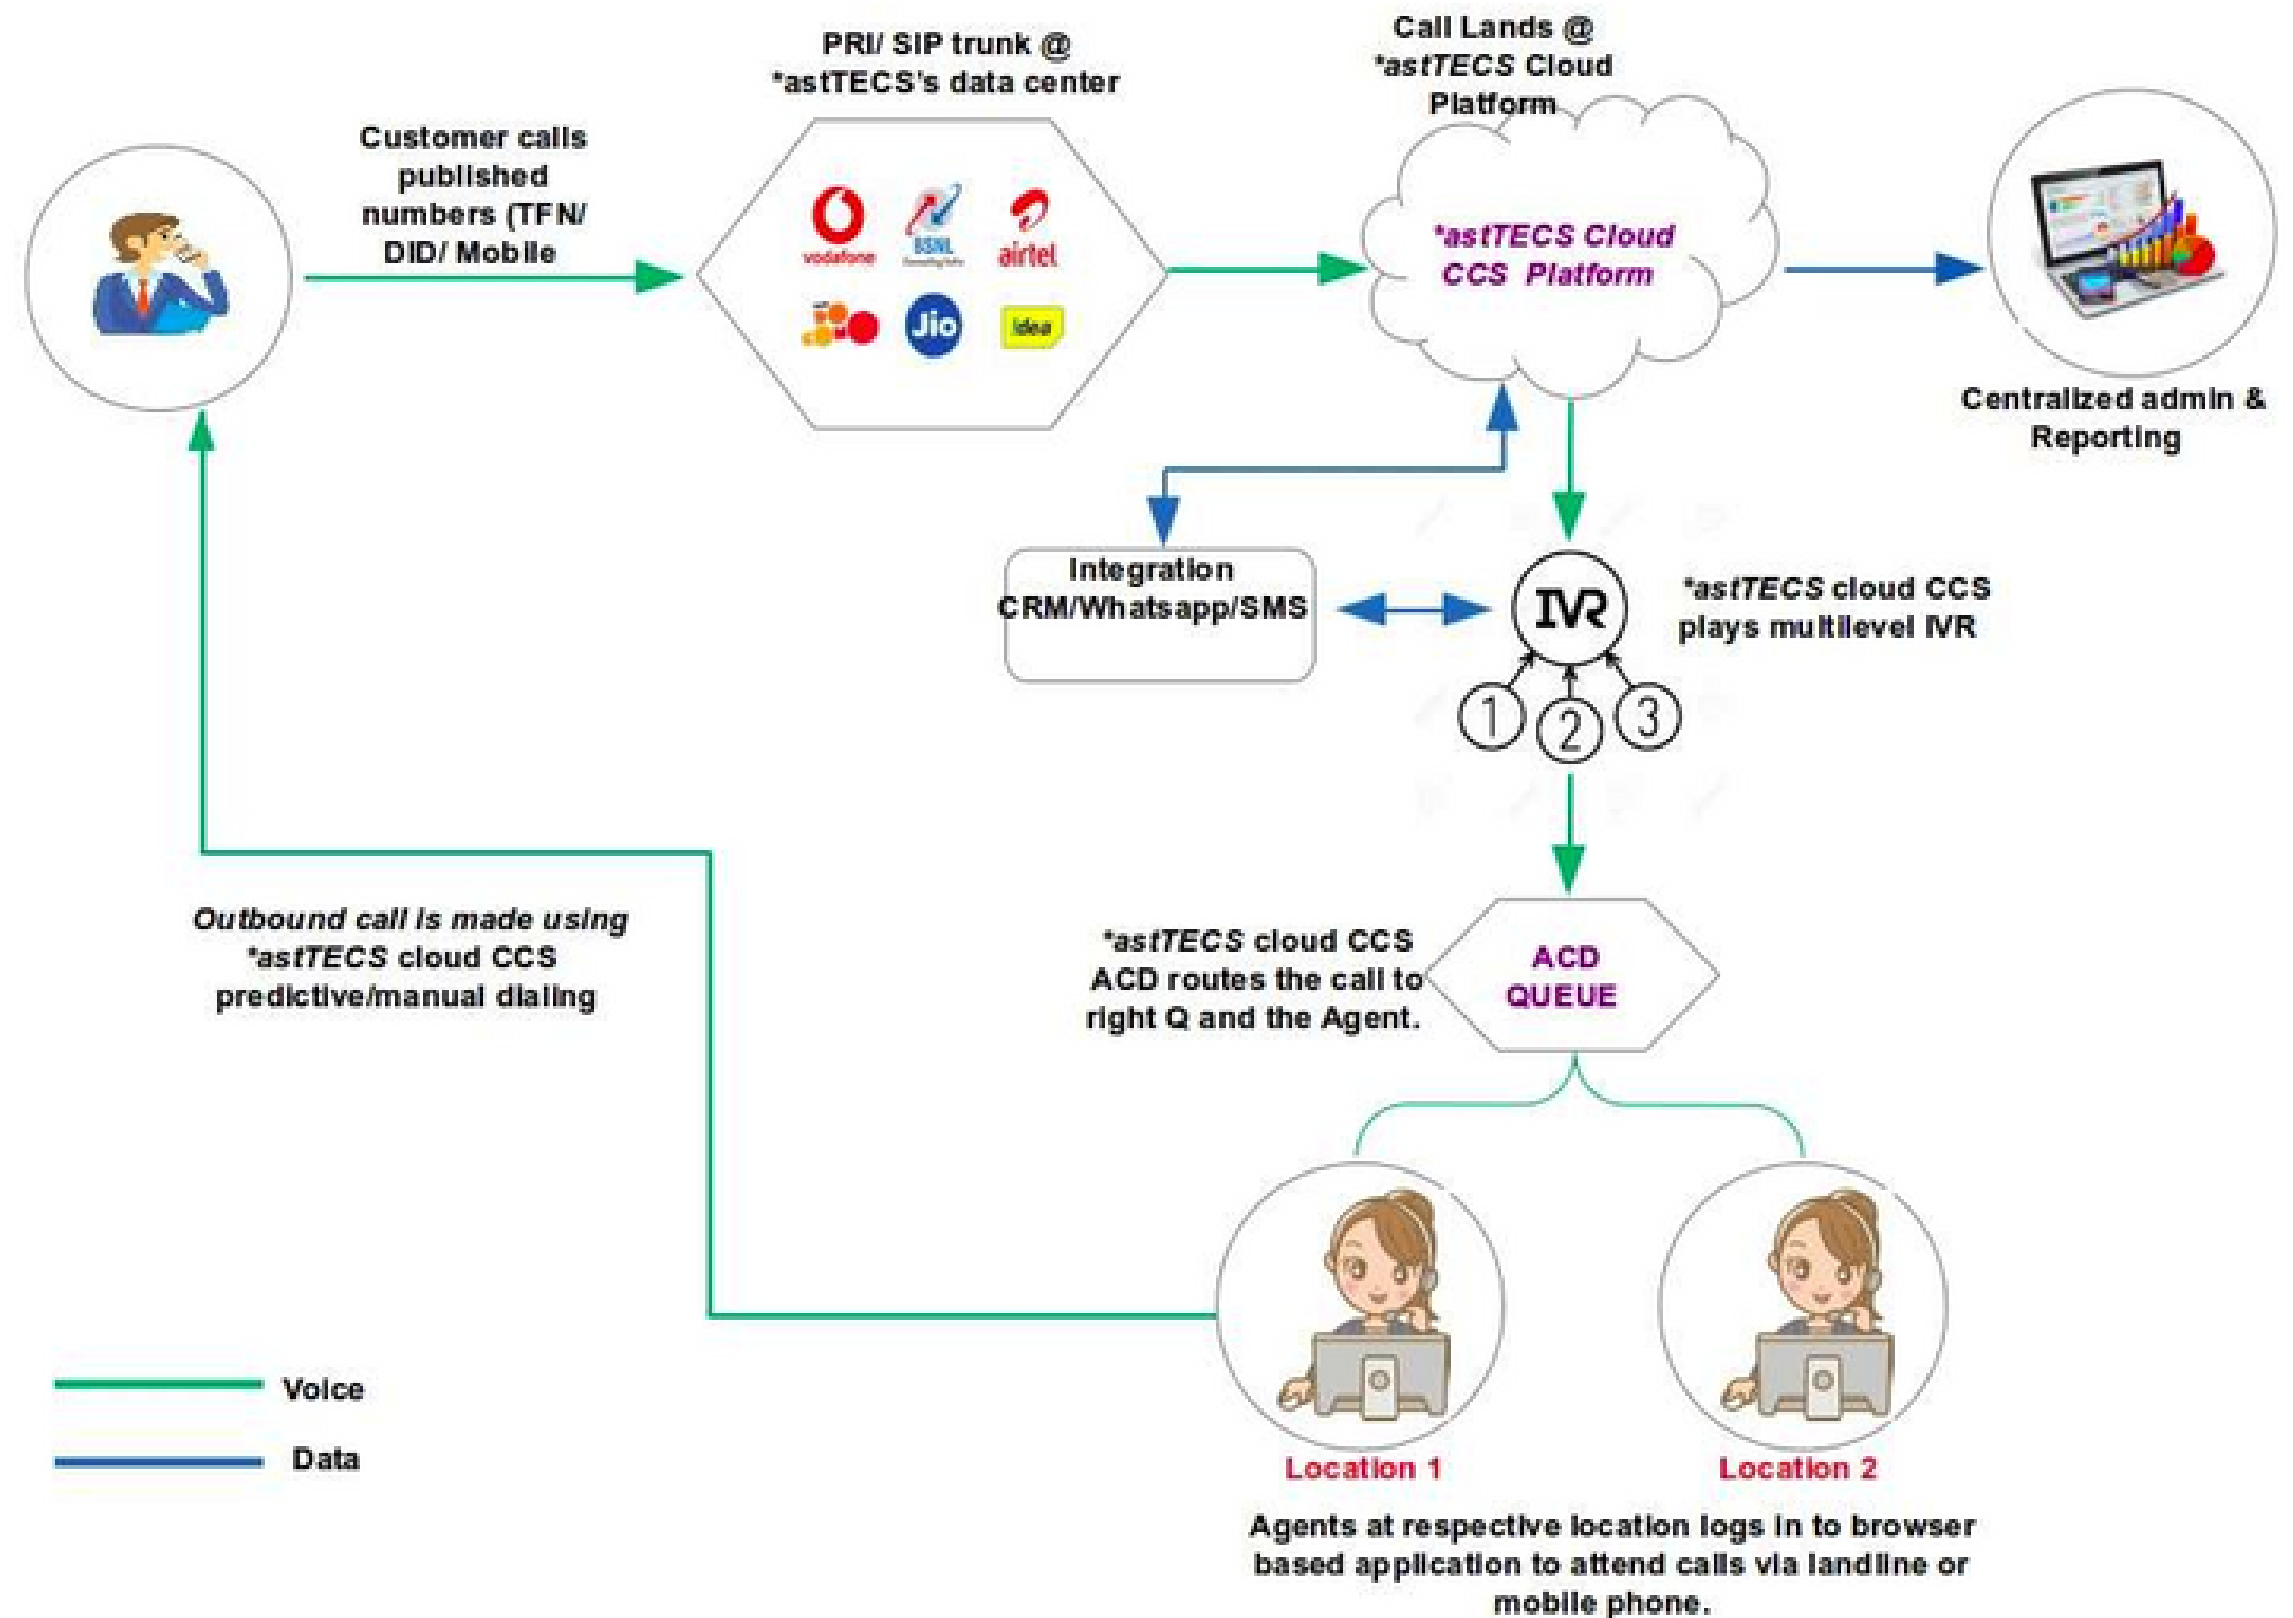 PRI/ SIP trunk @
*astTECS's data center
Call Lands @
*astTECS Cloud
Platform
Customer calls
published
numbers (TFN/
DID/ Mobile
vodafone
BSNL
airtel
Jio
idea
*astTECS Cloud
CCS Platform
Centralized admin &
Reporting
Integration
CRM/Whatsapp/SMS
IVR
1
2
3
*astTECS cloud CCS
plays multilevel IVR
Outbound call is made using
*astTECS cloud CCS
predictive/manual dialing
*astTECS cloud CCS
ACD routes the call to
right Q and the Agent.
ACD
QUEUE
Voice
Data
Location 1
Location 2
Agents at respective location logs in to browser
based application to attend calls via landline or
mobile phone.